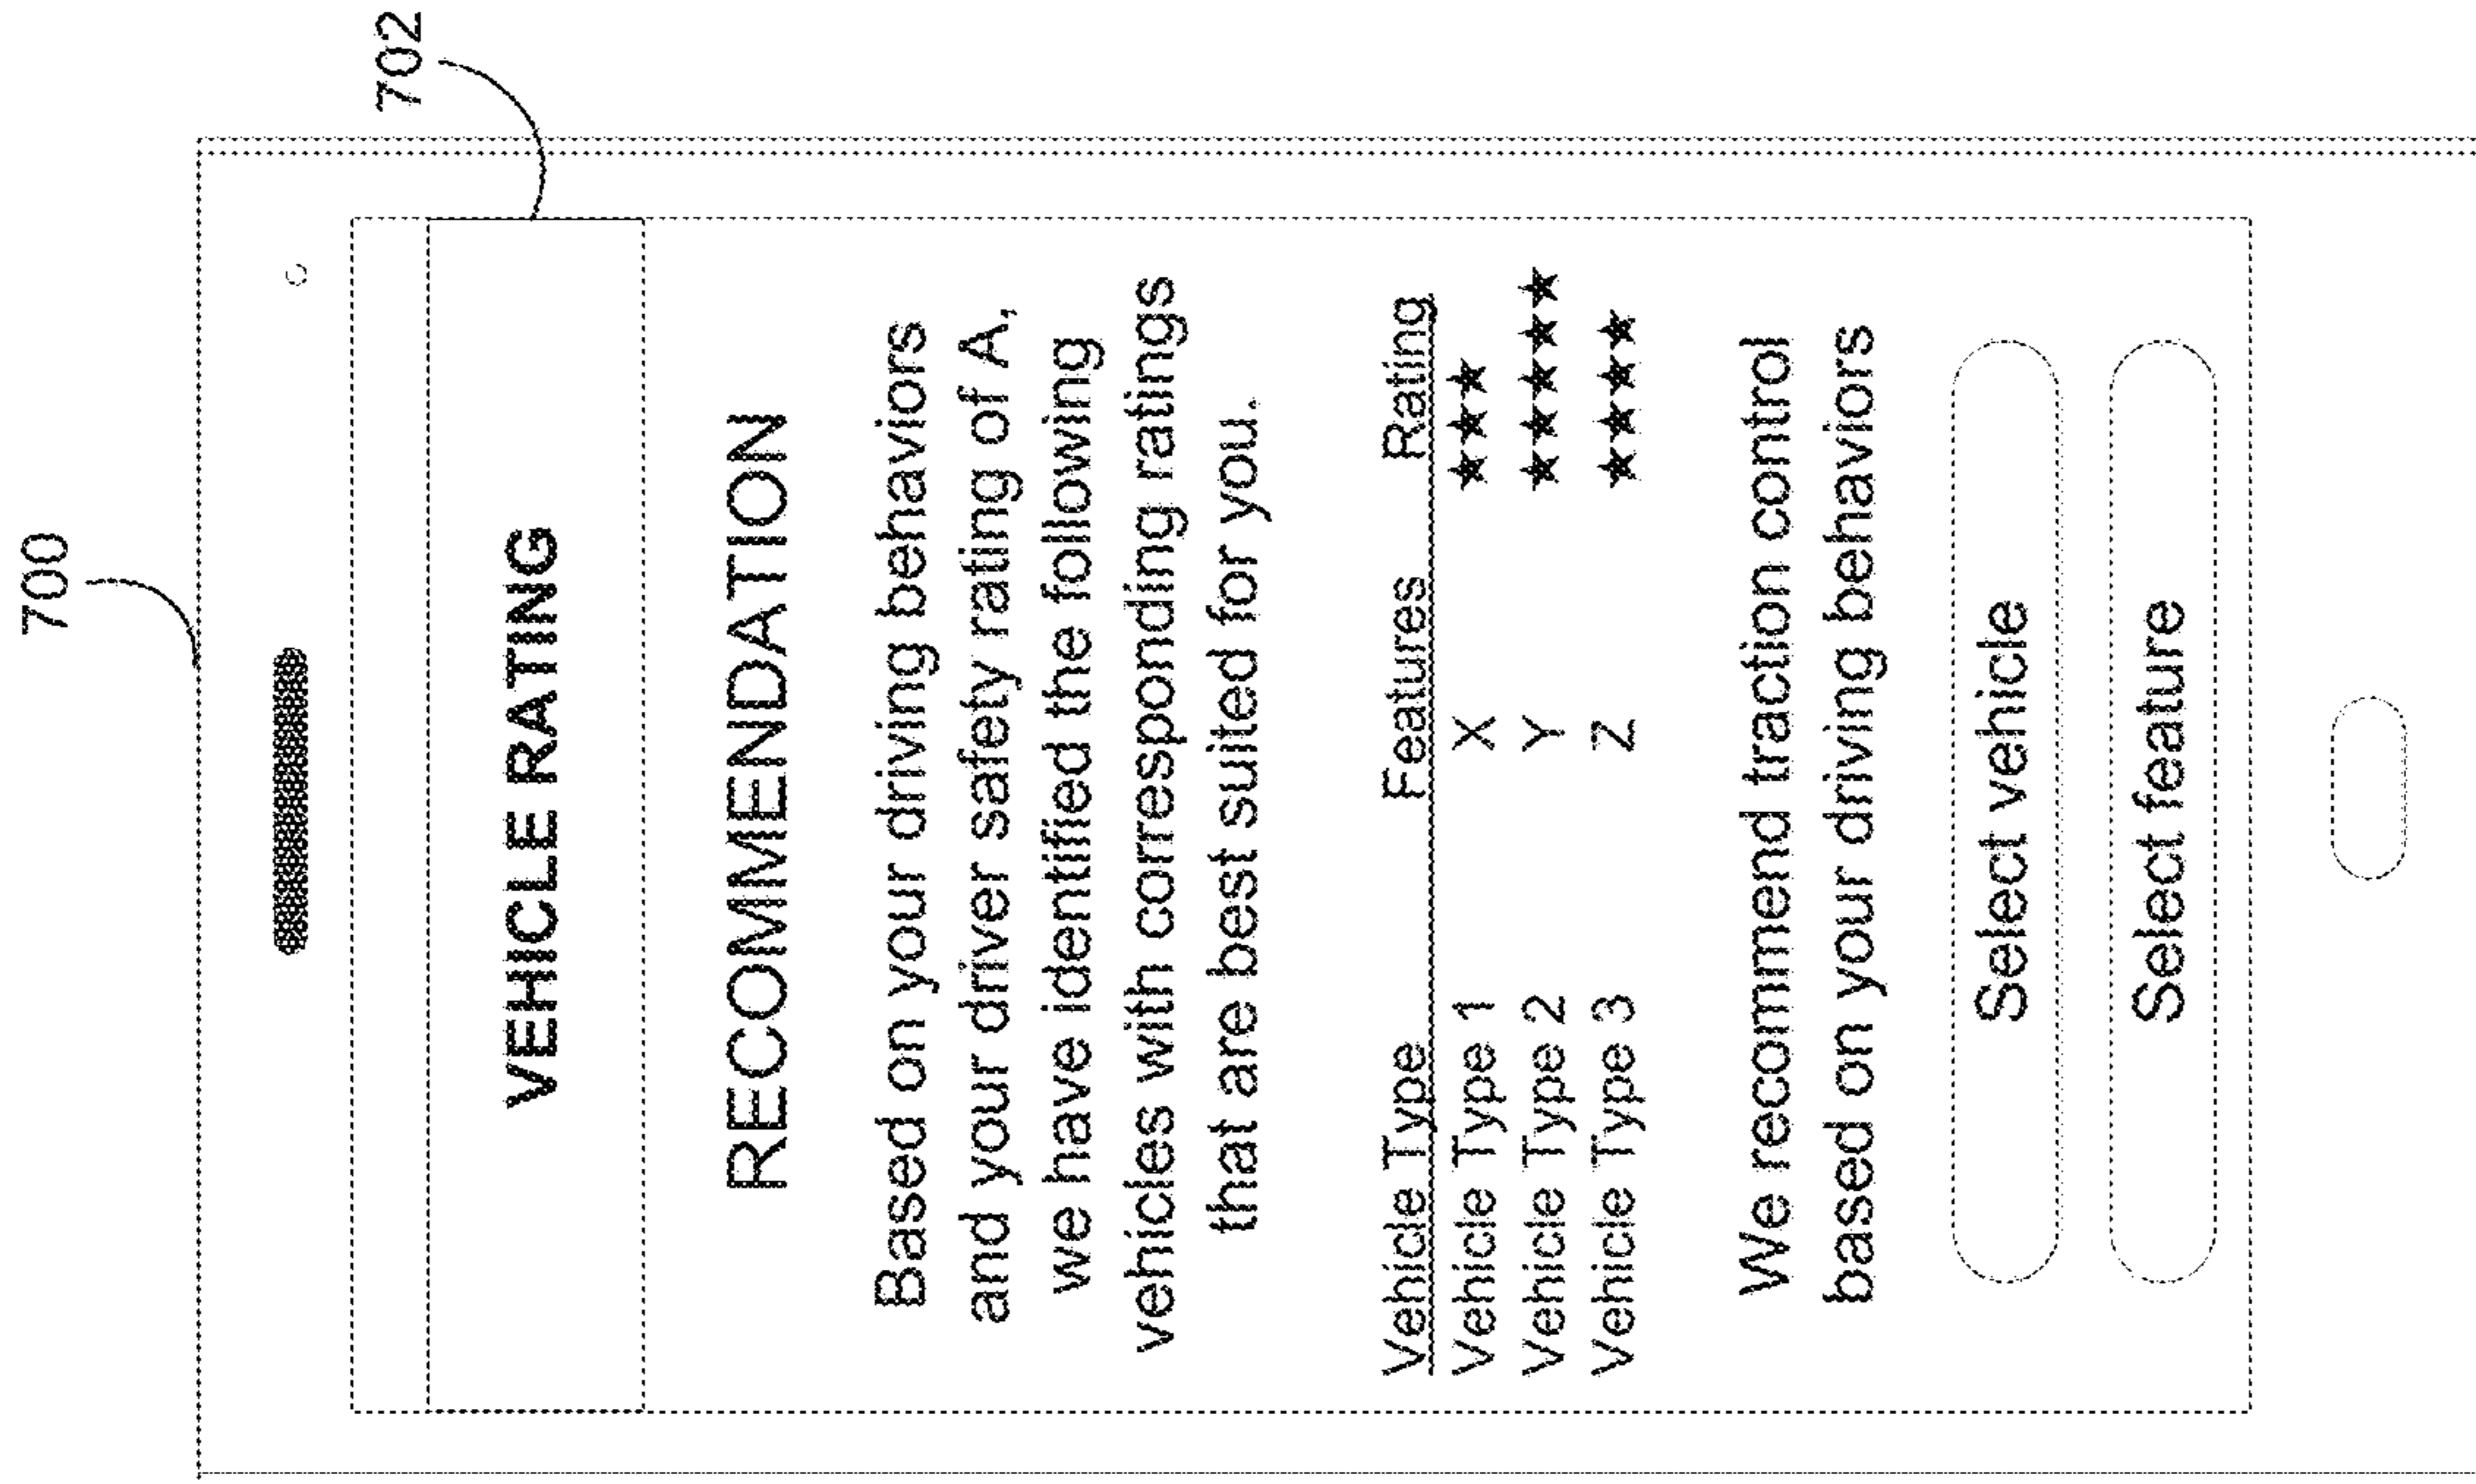 700
702
VEHICLE RATING
RECOMMENDATION
Based on your driving behaviors
and your driver safety rating of A,
we have identified the following
vehicles with corresponding ratings
that are best suited for you.
Vehicle Type Features Rating
Vehicle Type 1 X ★★★
Vehicle Type 2 Y ★★★★★
Vehicle Type 3 Z ★★★★
We recommend traction control
based on your driving behaviors
Select vehicle
Select feature